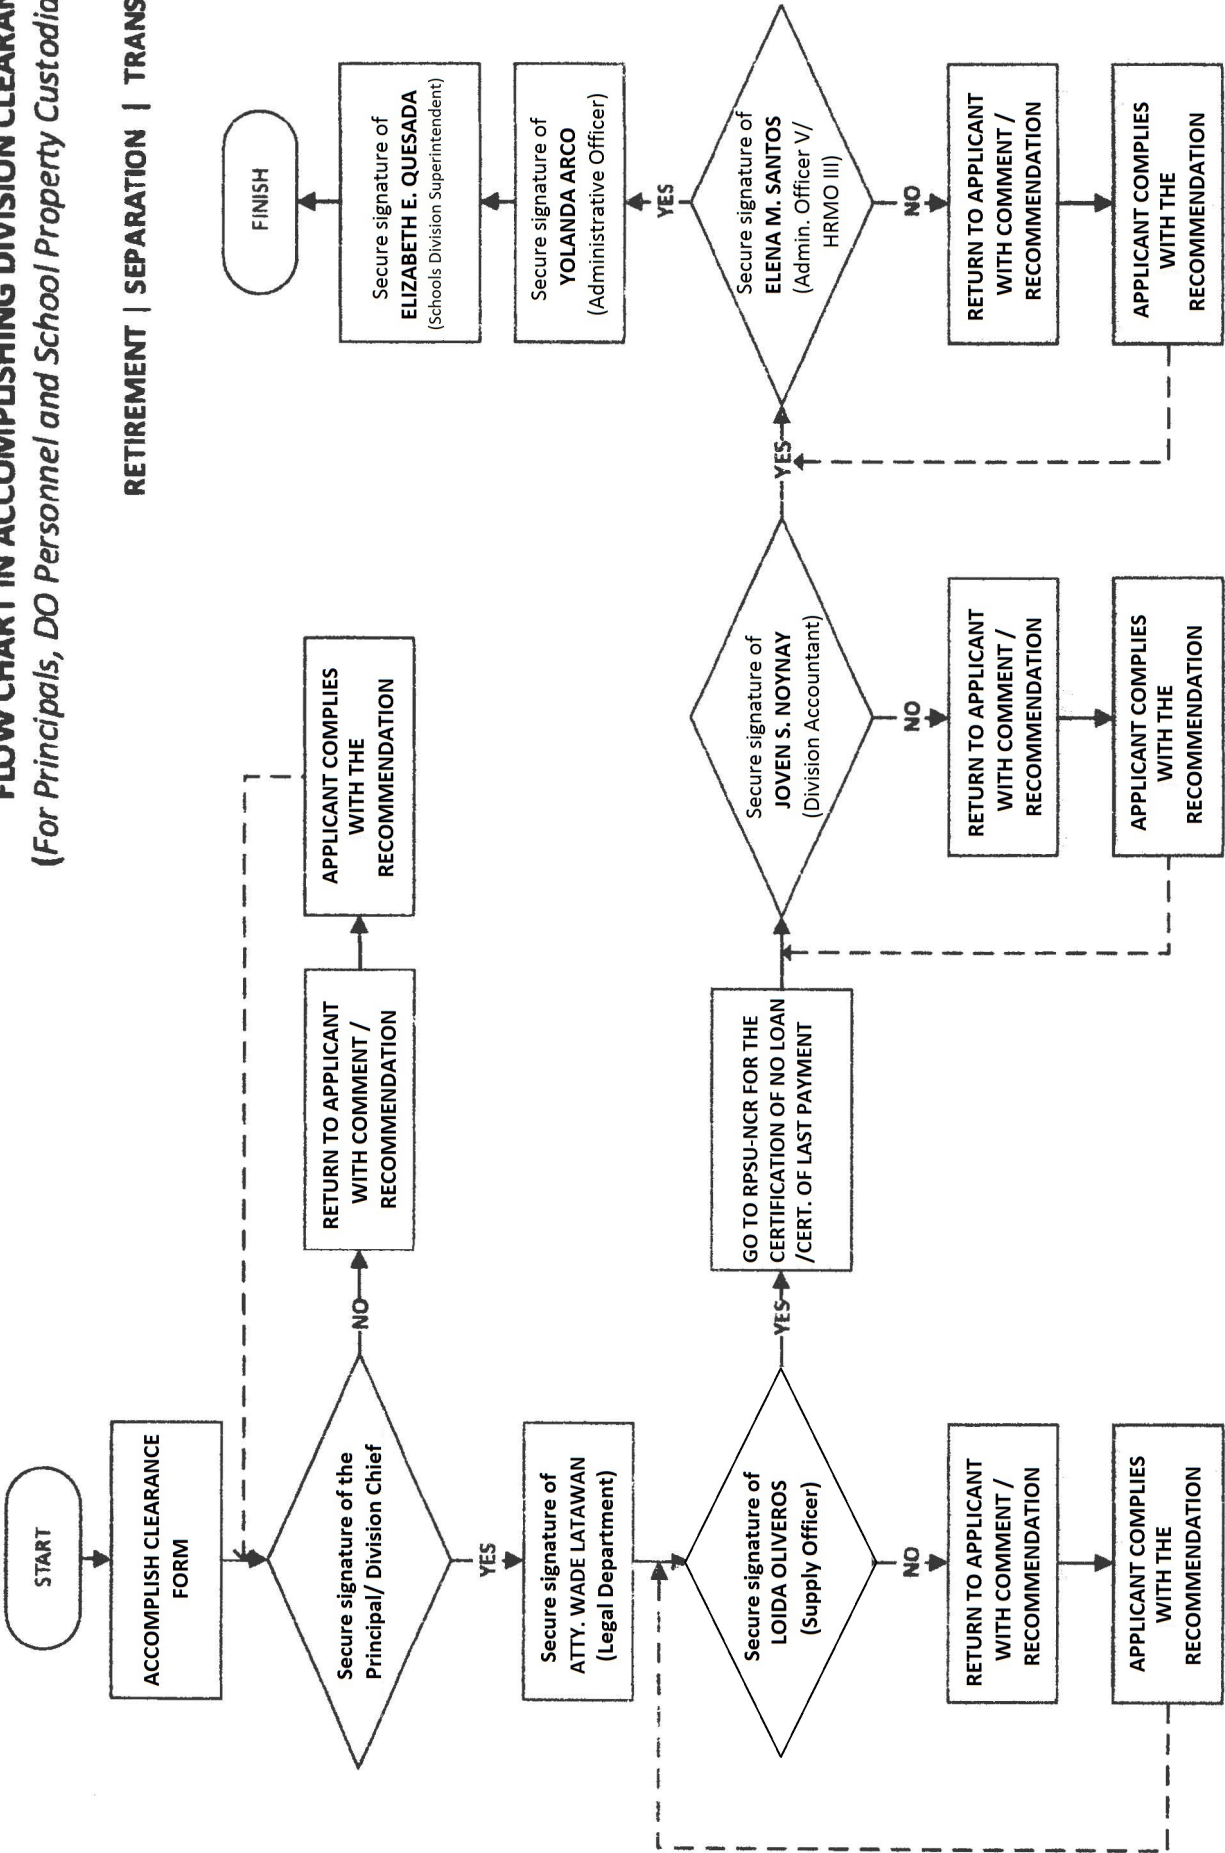 FLOW CHART IN ACCOMPLISHING DIVISION CLEARAN
(For Principals, DO Personnel and School Property Custodia
RETIREMENT | SEPARATION | TRANS
START
ACCOMPLISH CLEARANCE
FORM
Secure signature of the
Principal/ Division Chief
NO
RETURN TO APPLICANT
WITH COMMENT /
RECOMMENDATION
APPLICANT COMPLIES
WITH THE
RECOMMENDATION
YES
Secure signature of
ATTY. WADE LATAWAN
(Legal Department)
Secure signature of
LOIDA OLIVEROS
(Supply Officer)
NO
RETURN TO APPLICANT
WITH COMMENT /
RECOMMENDATION
APPLICANT COMPLIES
WITH THE
RECOMMENDATION
YES
GO TO RPSU-NCR FOR THE
CERTIFICATION OF NO LOAN
/CERT. OF LAST PAYMENT
Secure signature of
JOVEN S. NOYNAY
(Division Accountant)
NO
RETURN TO APPLICANT
WITH COMMENT /
RECOMMENDATION
APPLICANT COMPLIES
WITH THE
RECOMMENDATION
YES
Secure signature of
ELENA M. SANTOS
(Admin. Officer V/
HRMO III)
NO
RETURN TO APPLICANT
WITH COMMENT /
RECOMMENDATION
APPLICANT COMPLIES
WITH THE
RECOMMENDATION
YES
Secure signature of
YOLANDA ARCO
(Administrative Officer)
Secure signature of
ELIZABETH E. QUESADA
(Schools Division Superintendent)
FINISH